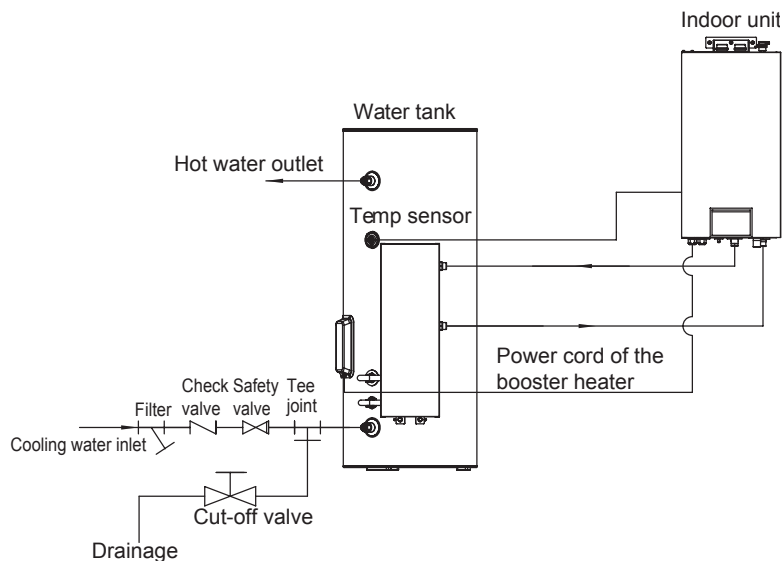 Indoor unit
Water tank
Hot water outlet
Temp sensor
Power cord of the
booster heater
Check Safety Tee
Filter valve valve joint
Cooling water inlet
Cut-off valve
Drainage